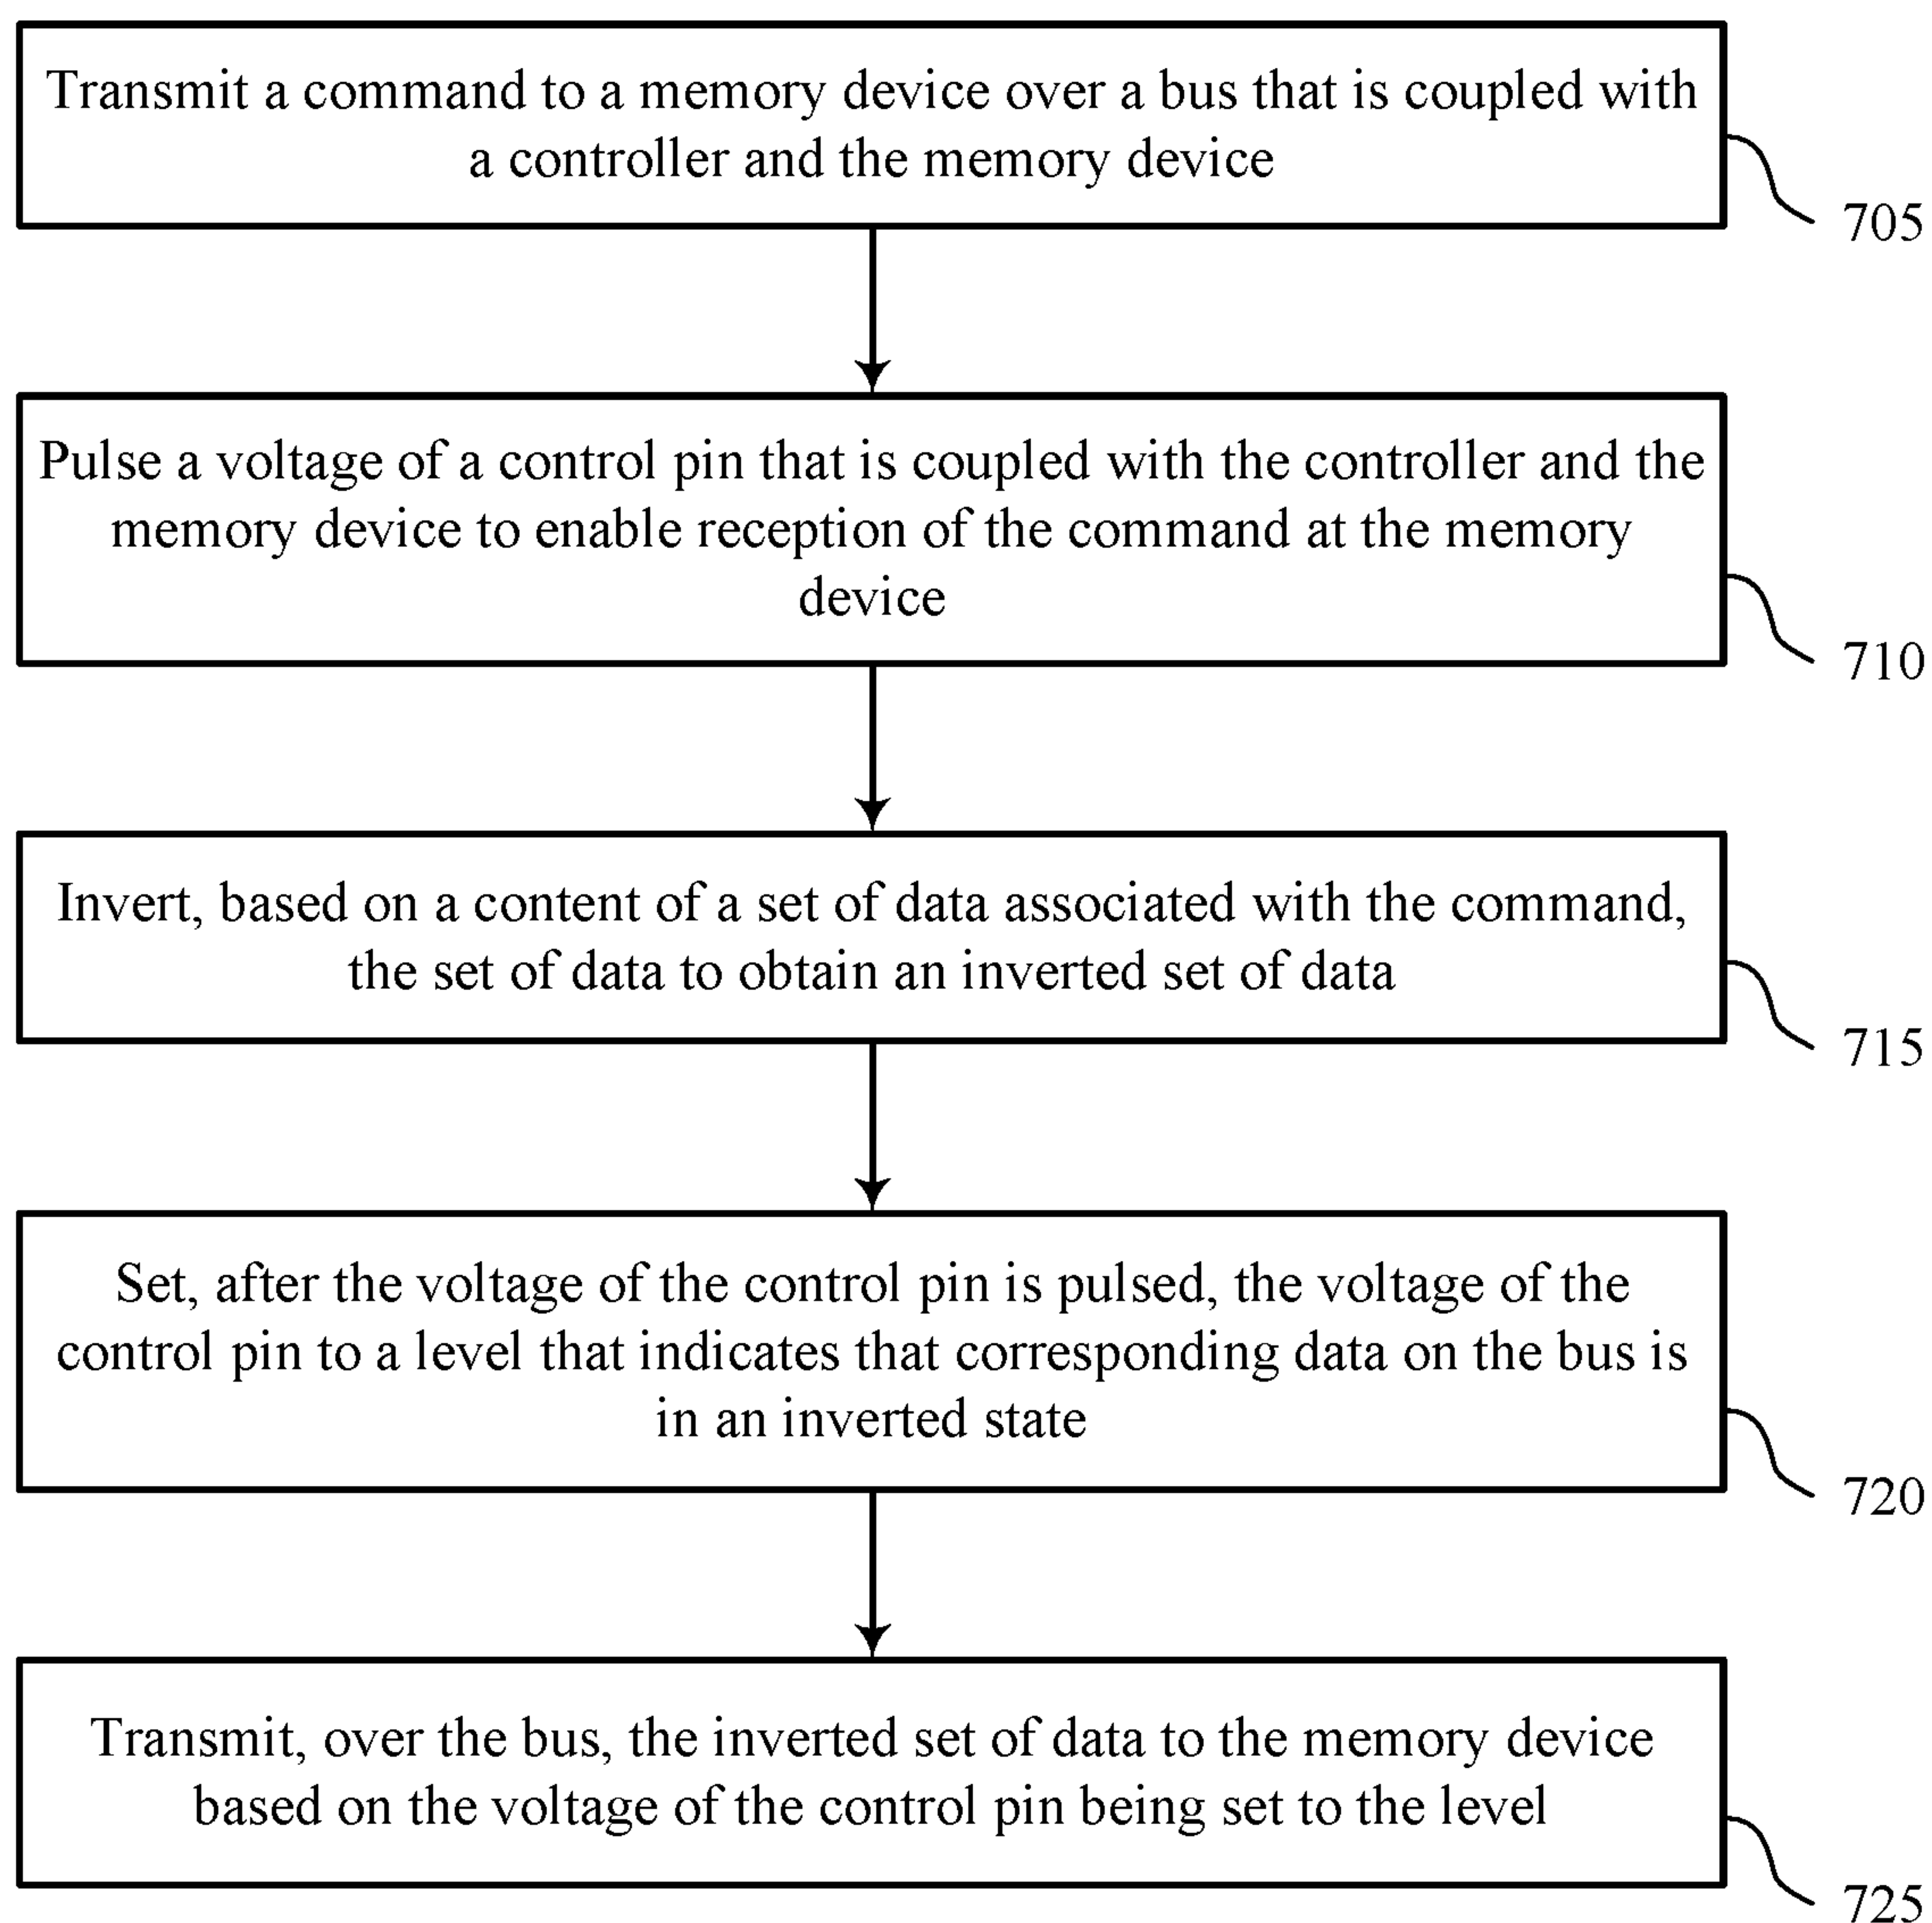 Transmit a command to a memory device over a bus that is coupled with
a controller and the memory device
705
Pulse a voltage of a control pin that is coupled with the controller and the
memory device to enable reception of the command at the memory
device
710
Invert, based on a content of a set of data associated with the command,
the set of data to obtain an inverted set of data
715
Set, after the voltage of the control pin is pulsed, the voltage of the
control pin to a level that indicates that corresponding data on the bus is
in an inverted state
720
Transmit, over the bus, the inverted set of data to the memory device
based on the voltage of the control pin being set to the level
725